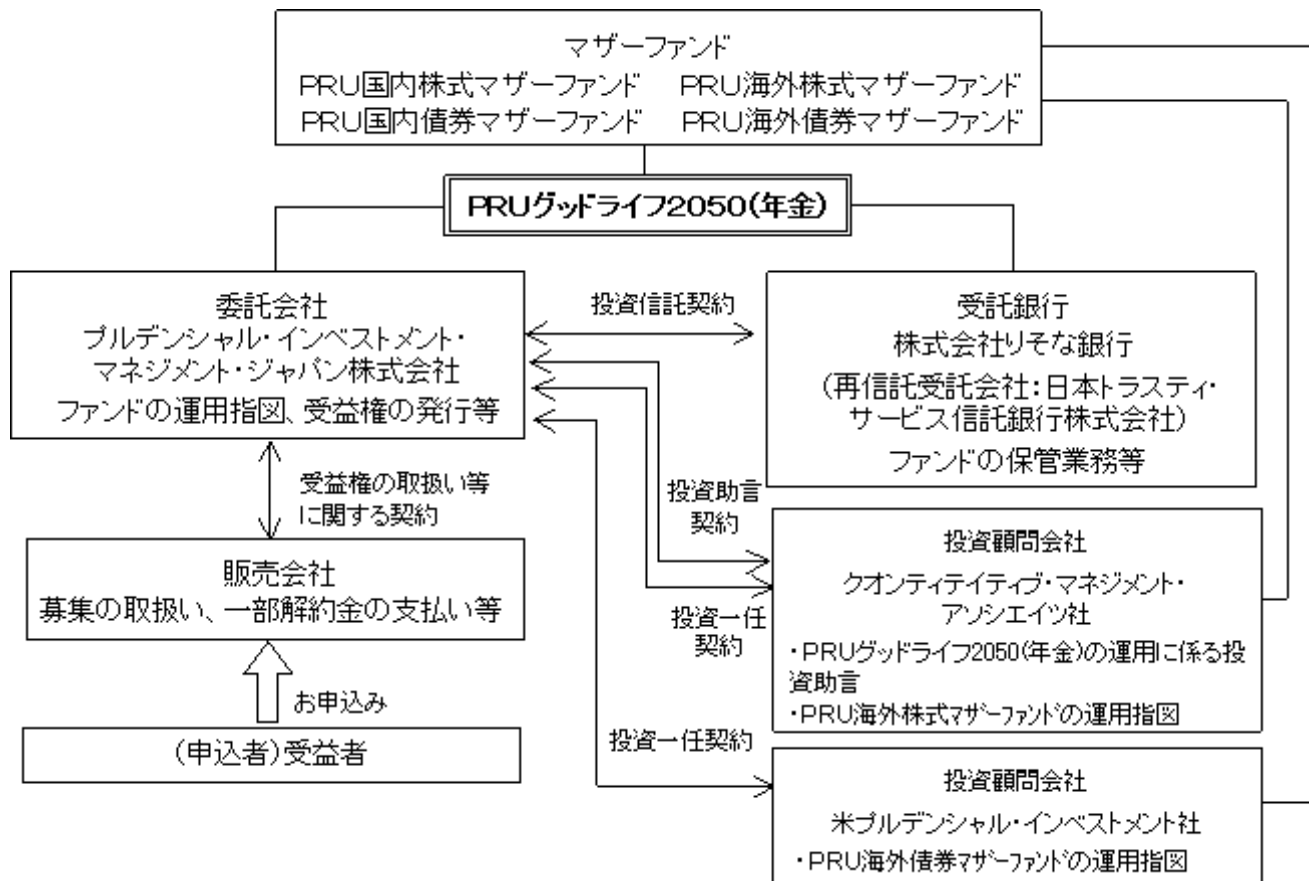 マザーファンド
PRU国内株式マザーファンド　PRU海外株式マザーファンド
PRU国内債券マザーファンド　PRU海外債券マザーファンド
PRUグッドライフ2050(年金)
委託会社
プルデンシャル・インベストメント・
マネジメント・ジャパン株式会社
ファンドの運用指図、受益権の発行等
投資信託契約
受託銀行
株式会社りそな銀行
(再信託受託会社：日本トラスティ・
サービス信託銀行株式会社)
ファンドの保管業務等
受益権の取扱い等
に関する契約
投資助言
契約
販売会社
募集の取扱い、一部解約金の支払い等
投資一任
契約
投資顧問会社
クオンティテイティブ・マネジメント・
アソシエイツ社
・PRUグッドライフ2050(年金)の運用に係る投
資助言
・PRU海外株式マザーファンドの運用指図
お申込み
(申込者)受益者
投資一任契約
投資顧問会社
米プルデンシャル・インベストメント社
・PRU海外債券マザーファンドの運用指図